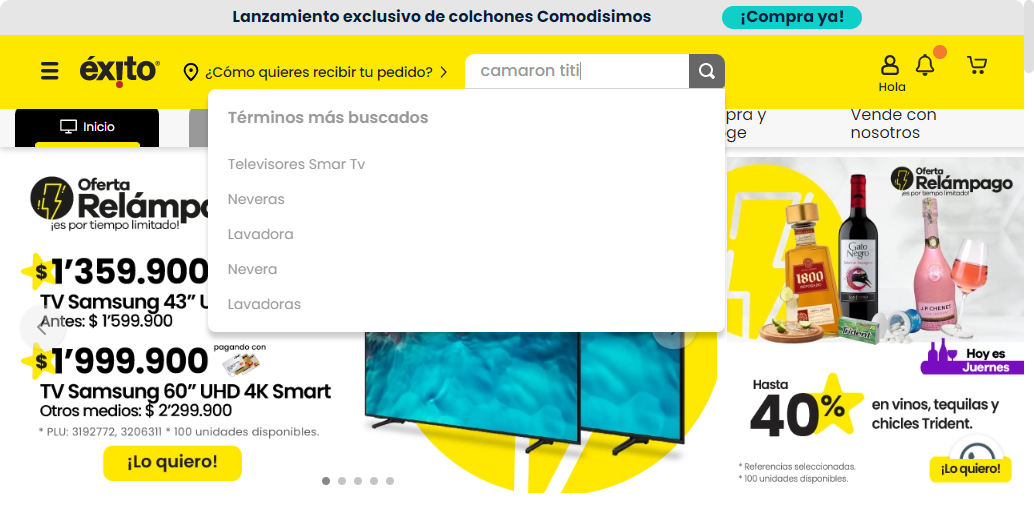 Lanzamiento exclusivo de colchones Comodisimos
¡Compra ya!
éxito
¿Cómo quieres recibir tu pedido?
camaron titi
Hola
Inicio
Términos más buscados
Televisores Smar Tv
Neveras
Lavadora
Nevera
Lavadoras
pra y
ge
Vende con
nosotros
Oferta
Relámpago
¡es por tiempo limitado!
$ 1'359.900
TV Samsung 43” U
Antes: $ 1'599.900
$ 1'999.900
pagando con
TV Samsung 60” UHD 4K Smart
Otros medios: $ 2'299.900
* PLU: 3192772, 3206311 * 100 unidades disponibles.
¡Lo quiero!
Oferta
Relámpago
¡es por tiempo limitado!
1800
Gato
Negro
J.P. CHENET
Trident
Hoy es
Juernes
Hasta
40%
en vinos, tequilas y
chicles Trident.
* Referencias seleccionadas.
* 100 unidades disponibles.
¡Lo quiero!